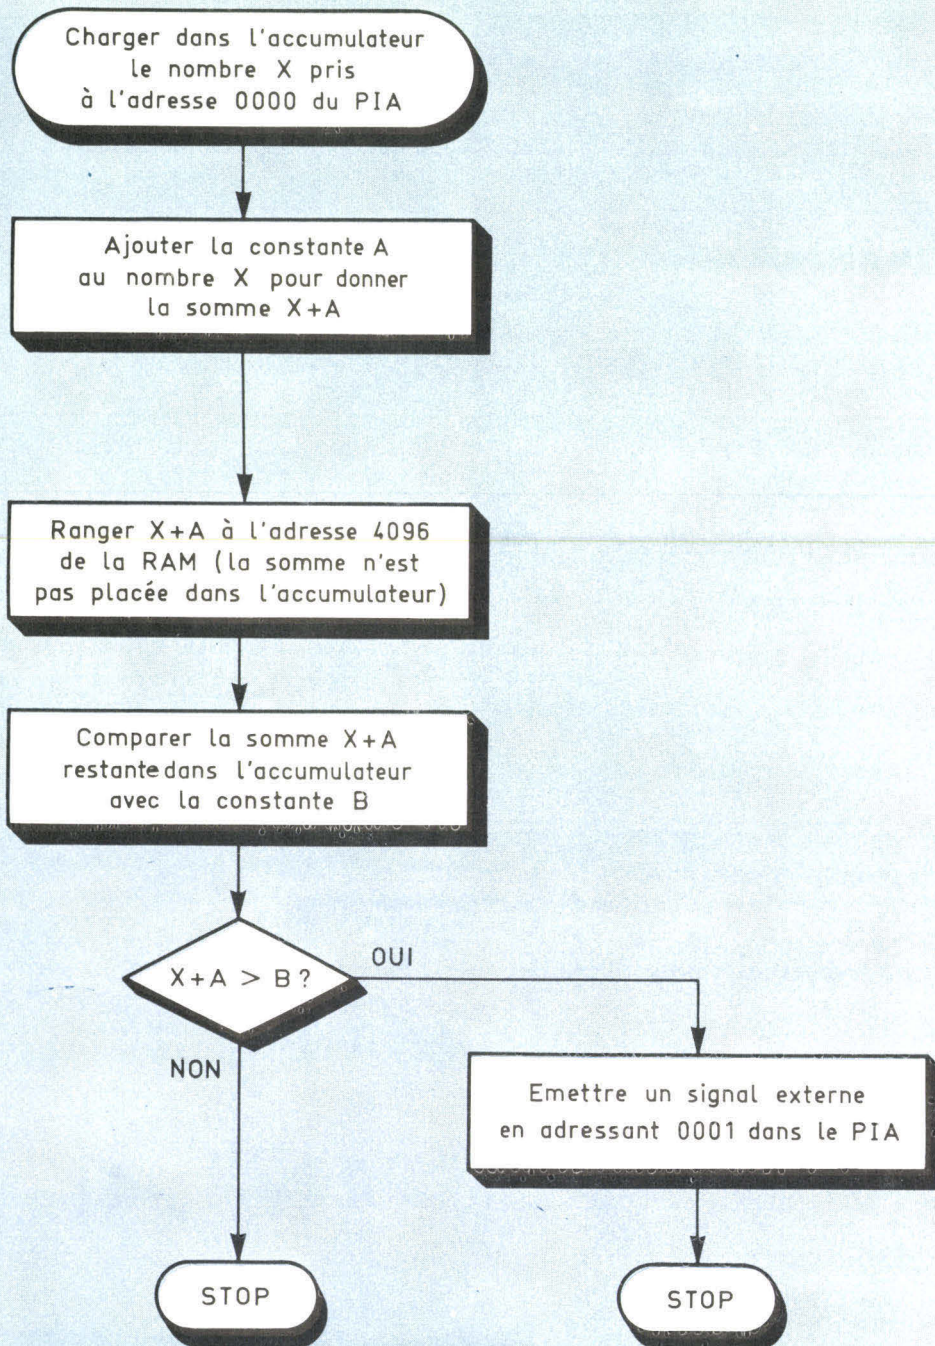 Charger dans l'accumulateur
le nombre X pris
à l'adresse 0000 du PIA
Ajouter la constante A
au nombre X pour donner
la somme X+A
Ranger X+A à l'adresse 4096
de la RAM (la somme n'est
pas placée dans l'accumulateur)
Comparer la somme X+A
restante dans l'accumulateur
avec la constante B
X+A > B ?
OUI
NON
Emettre un signal externe
en adressant 0001 dans le PIA
STOP
STOP